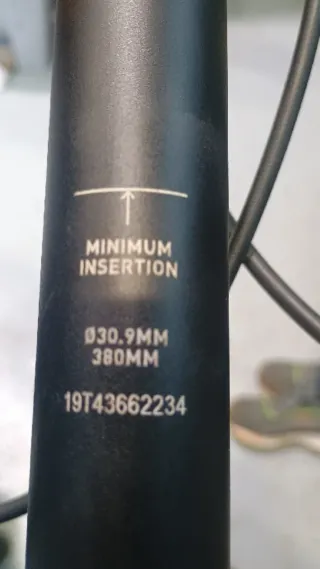 MINIMUM
INSERTION
Ø30.9MM
380MM
19T43662234